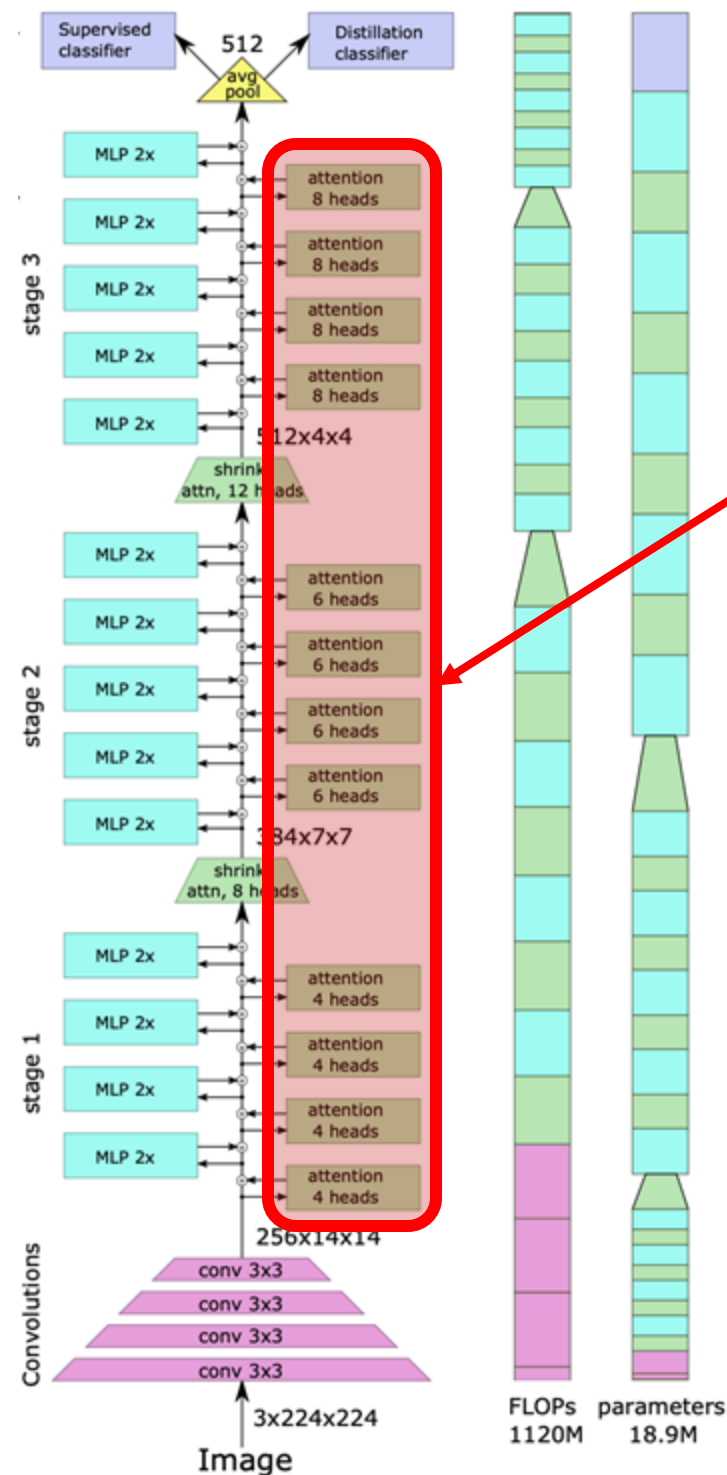 Supervised
classifier
512
Distillation
classifier
avg
pool
stage 3
MLP 2x
attention
8 heads
MLP 2x
attention
8 heads
MLP 2x
attention
8 heads
MLP 2x
attention
8 heads
MLP 2x
512x4x4
shrink
attn, 12 heads
stage 2
MLP 2x
attention
6 heads
MLP 2x
attention
6 heads
MLP 2x
attention
6 heads
MLP 2x
attention
6 heads
MLP 2x
384x7x7
shrink
attn, 8 heads
stage 1
MLP 2x
attention
4 heads
MLP 2x
attention
4 heads
MLP 2x
attention
4 heads
MLP 2x
attention
4 heads
256x14x14
Convolutions
conv 3x3
conv 3x3
conv 3x3
conv 3x3
3x224x224
Image
FLOPs
1120M
parameters
18.9M